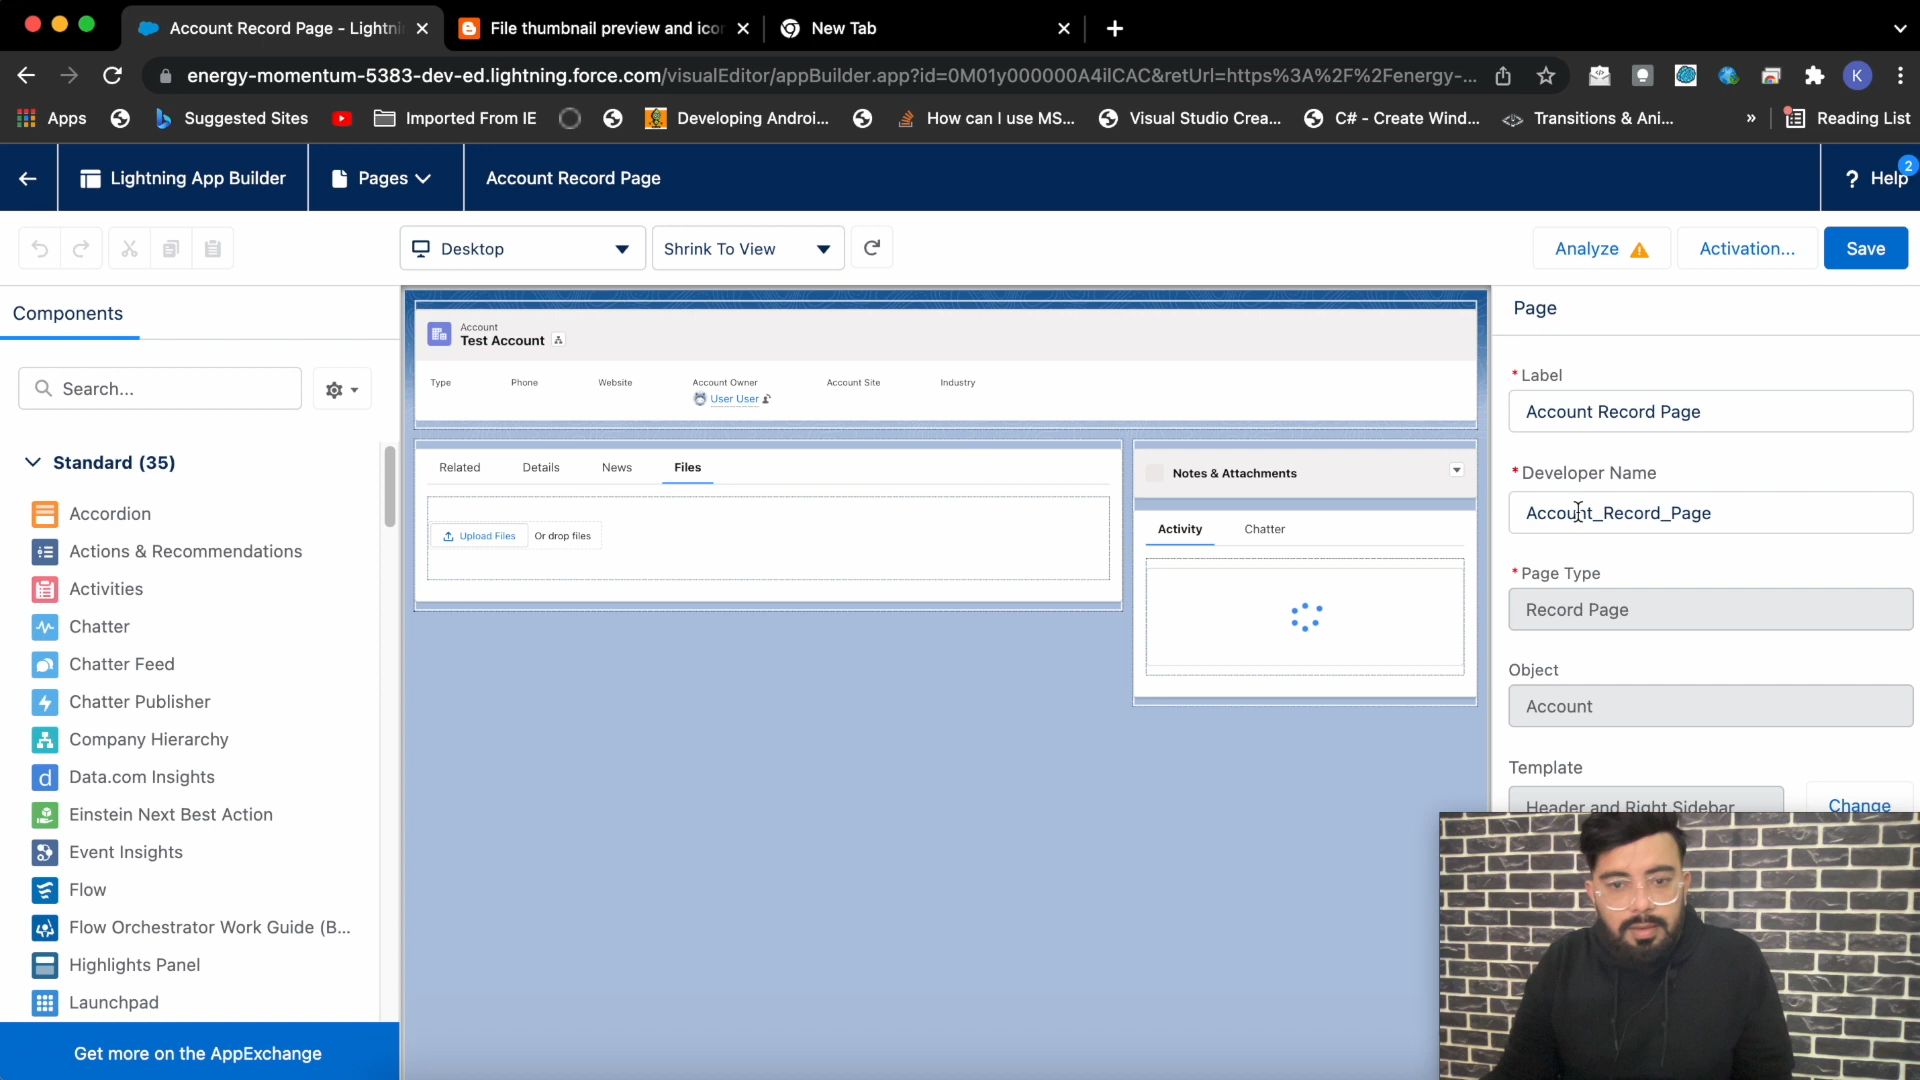 Account Record Page - Lightni
File thumbnail preview and icon
New Tab
energy-momentum-5383-dev-ed.lightning.force.com/visualEditor/appBuilder.app?id=0M01y000000A4ilCAC&retUrl=https%3A%2F%2Fenergy-...
K
Apps
Suggested Sites
Imported From IE
Developing Androi...
How can I use MS...
Visual Studio Crea...
C# - Create Wind...
Transitions & Ani...
»
Reading List
Lightning App Builder
Pages
Account Record Page
? Help
2
Desktop
Shrink To View
Analyze
Activation...
Save
Components
Search...
Standard (35)
Accordion
Actions & Recommendations
Activities
Chatter
Chatter Feed
Chatter Publisher
Company Hierarchy
Data.com Insights
Einstein Next Best Action
Event Insights
Flow
Flow Orchestrator Work Guide (B...
Highlights Panel
Launchpad
Get more on the AppExchange
Account
Test Account
Type Phone Website Account Owner Account Site Industry
User User
Related Details News Files
Upload Files Or drop files
Notes & Attachments
Activity Chatter
Page
* Label
Account Record Page
* Developer Name
Account_Record_Page
* Page Type
Record Page
Object
Account
Template
Header and Right Sidebar
Change